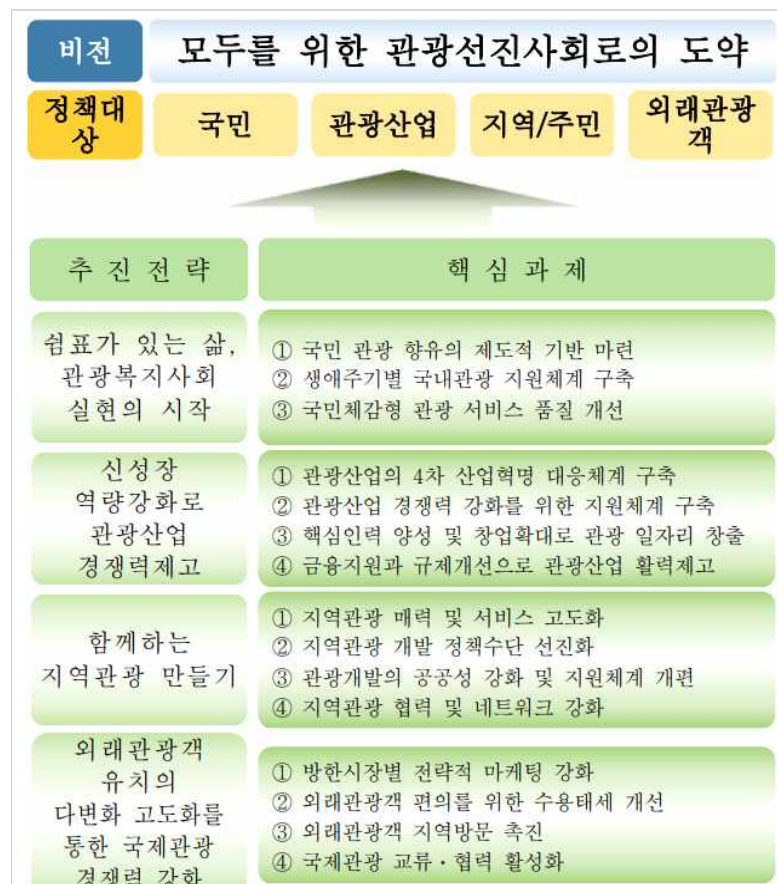 비전
모두를 위한 관광선진사회로의 도약
정책대
상
국민
관광산업
지역/주민
외래관광
객
추 진 전 략
핵 심 과 제
쉼표가 있는 삶,
관광복지사회
실현의 시작
① 국민 관광 향유의 제도적 기반 마련
② 생애주기별 국내관광 지원체계 구축
③ 국민체감형 관광 서비스 품질 개선
신성장
역량강화로
관광산업
경쟁력제고
① 관광산업의 4차 산업혁명 대응체계 구축
② 관광산업 경쟁력 강화를 위한 지원체계 구축
③ 핵심인력 양성 및 창업확대로 관광 일자리 창출
④ 금융지원과 규제개선으로 관광산업 활력제고
함께하는
지역관광 만들기
① 지역관광 매력 및 서비스 고도화
② 지역관광 개발 정책수단 선진화
③ 관광개발의 공공성 강화 및 지원체계 개편
④ 지역관광 협력 및 네트워크 강화
외래관광객
유치의
다변화 고도화를
통한 국제관광
경쟁력 강화
① 방한시장별 전략적 마케팅 강화
② 외래관광객 편의를 위한 수용태세 개선
③ 외래관광객 지역방문 촉진
④ 국제관광 교류・협력 활성화